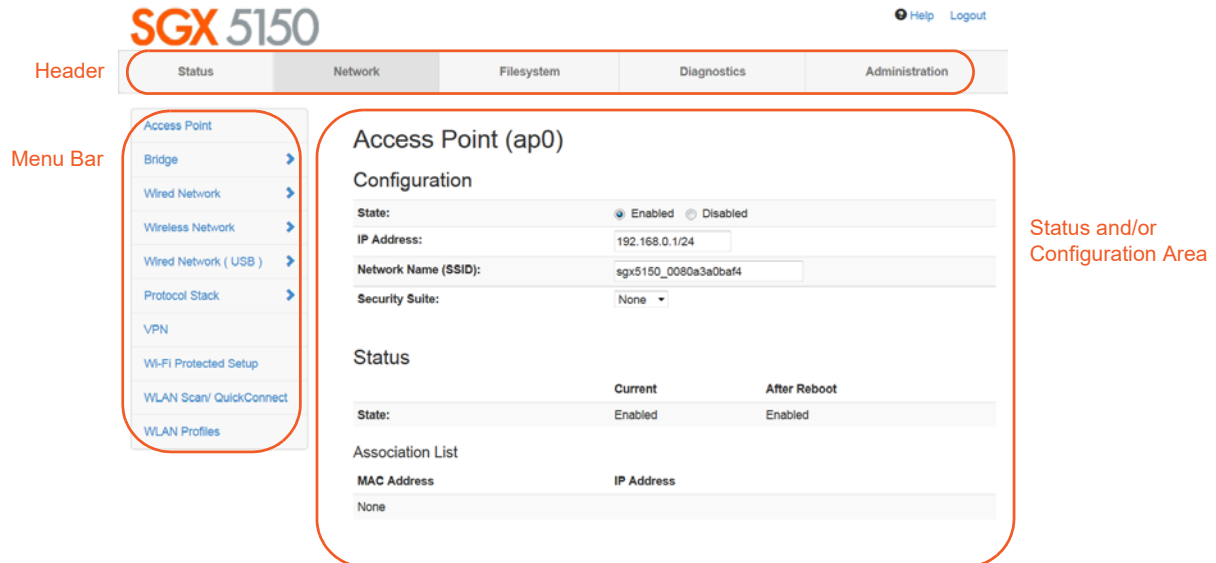 SGX 5150
Help Logout
Header
Status Network Filesystem Diagnostics Administration
Menu Bar
Access Point
Bridge
Wired Network
Wireless Network
Wired Network ( USB )
Protocol Stack
VPN
Wi-Fi Protected Setup
WLAN Scan/ QuickConnect
WLAN Profiles
Access Point (ap0)
Configuration
State: Enabled Disabled
IP Address: 192.168.0.1/24
Network Name (SSID): sgx5150_0080a3a0baf4
Security Suite: None
Status
Current After Reboot
State: Enabled Enabled
Association List
MAC Address IP Address
None
Status and/or
Configuration Area